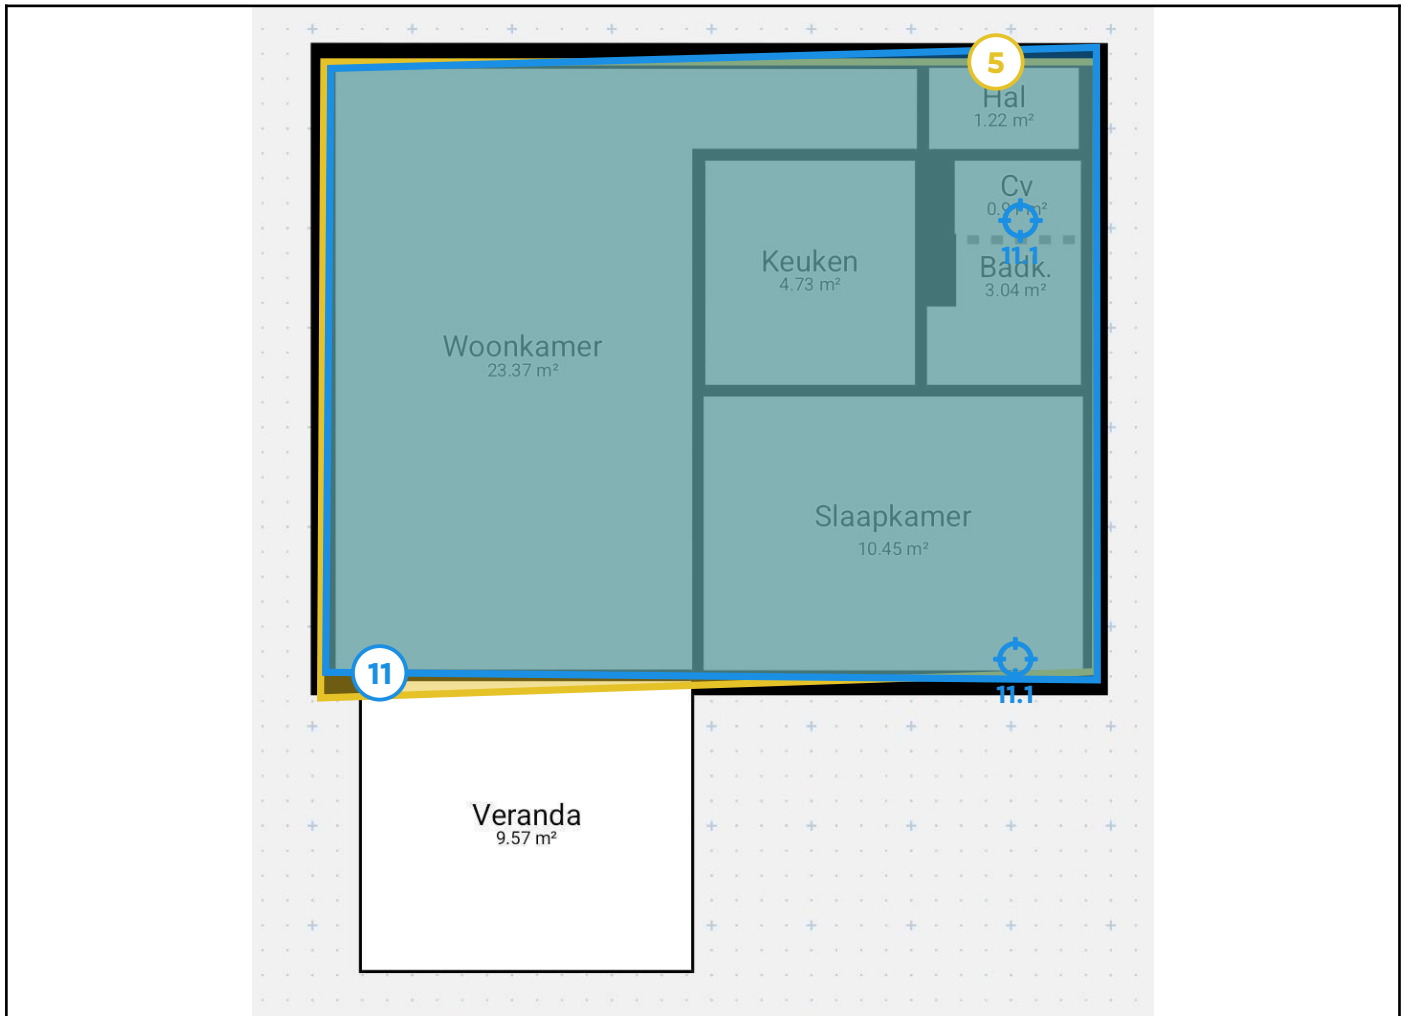 5
Hal
1.22 m²
Cv
11.1
Badk.
3.04 m²
Keuken
4.73 m²
Woonkamer
23.37 m²
Slaapkamer
10.45 m²
11
11.1
Veranda
9.57 m²